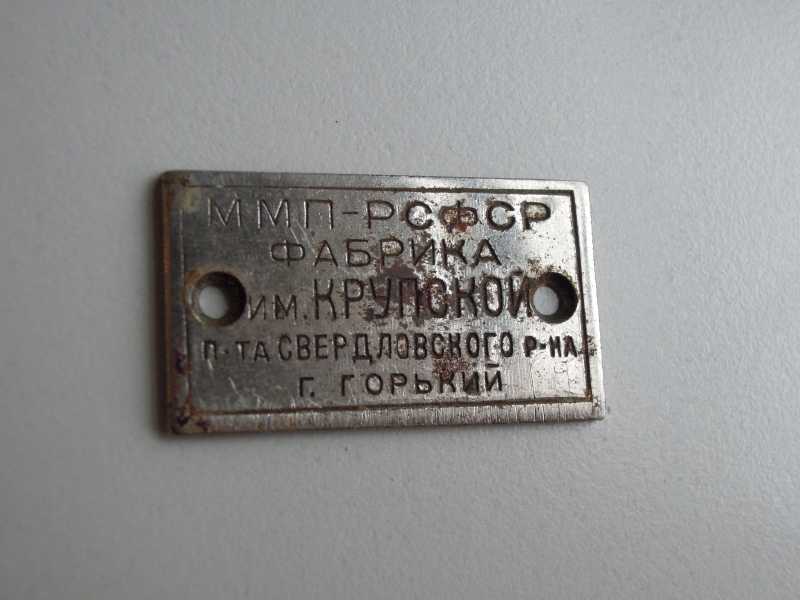 ММП-РСФСР
ФАБРИКА
ИМ. КРУПСКОЙ
П-ТА СВЕРДЛОВСКОГО Р-НА
Г. ГОРЬКИЙ